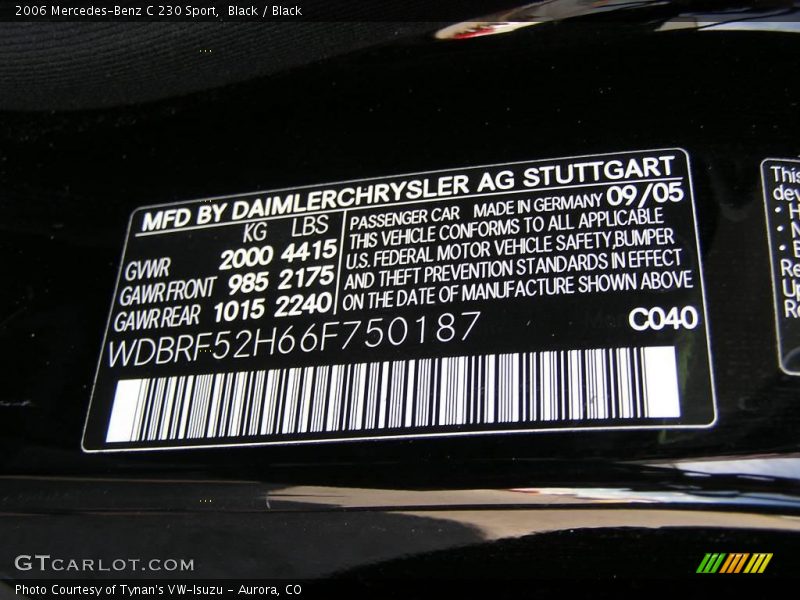 2006 Mercedes-Benz C 230 Sport, Black / Black
MFD BY DAIMLERCHRYSLER AG STUTTGART
KG LBS
GVWR 2000 4415
GAWR FRONT 985 2175
GAWR REAR 1015 2240
PASSENGER CAR MADE IN GERMANY 09/05
THIS VEHICLE CONFORMS TO ALL APPLICABLE
U.S. FEDERAL MOTOR VEHICLE SAFETY,BUMPER
AND THEFT PREVENTION STANDARDS IN EFFECT
ON THE DATE OF MANUFACTURE SHOWN ABOVE
WDBRF52H66F750187 C040
This
GTCARLOT.COM
Photo Courtesy of Tynan's VW-Isuzu - Aurora, CO